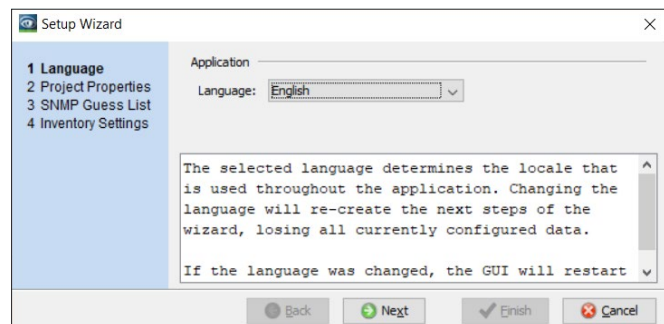 Setup Wizard
1 Language
2 Project Properties
3 SNMP Guess List
4 Inventory Settings
Application
Language: English
The selected language determines the locale that
is used throughout the application. Changing the
language will re-create the next steps of the
wizard, losing all currently configured data.
If the language was changed, the GUI will restart
Back
Next
Finish
Cancel